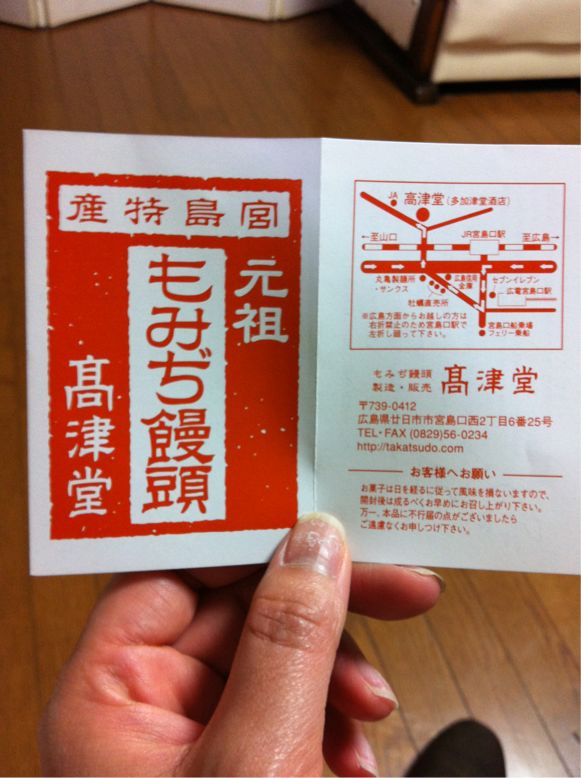 宮島特産
元祖
もみぢ饅頭
髙津堂
JA
高津堂(多加津堂酒店)
←至山口
JR宮島口駅
至広島→
丸亀製麺所
・サンクス
広島信用
金庫
セブンイレブン
広電宮島口駅
牡蠣直売所
※広島方面からお越しの方は
右折禁止のため宮島口駅で
左折し廻って下さい。
宮島口桟橋場
フェリー乗船
もみぢ饅頭
製造・販売
髙津堂
〒739-0412
広島県廿日市市宮島口西2丁目6番25号
TEL・FAX (0829)56-0234
http://takatsudo.com
お客様へお願い
お菓子は日を経るに従って風味を損ないますので、
開封後は成るべくお早めにお召し上がり下さい。
万一、本品に不行届の点がございましたら
ご遠慮なくお申しつけ下さい。